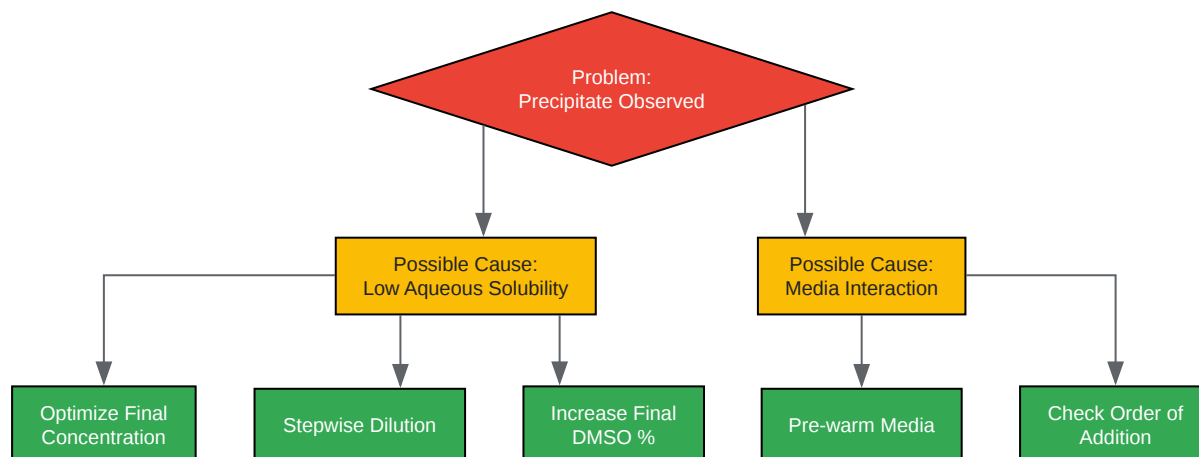 Problem:
Precipitate Observed
Possible Cause:
Low Aqueous Solubility
Possible Cause:
Media Interaction
Optimize Final
Concentration
Stepwise Dilution
Increase Final
DMSO %
Pre-warm Media
Check Order of
Addition